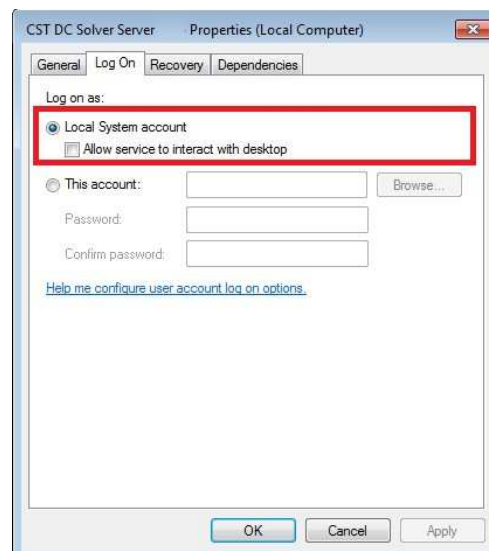 CST DC Solver Server Properties (Local Computer)
General Log On Recovery Dependencies
Log on as:
Local System account
Allow service to interact with desktop
This account:
Browse...
Password:
Confirm password:
Help me configure user account log on options.
OK Cancel Apply